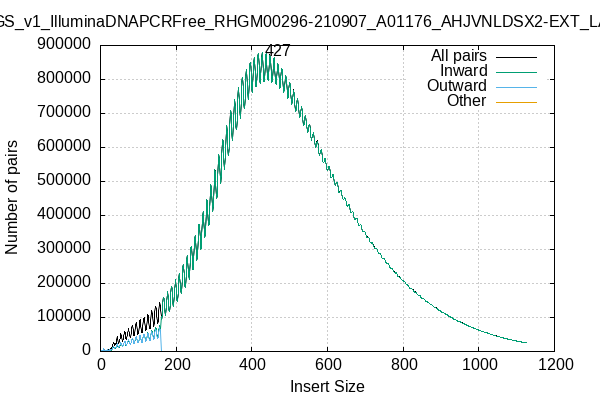 GS_v1_IlluminaDNAPCRFree_RHGM00296-210907_A01176_AHJVNLDSX2-EXT_LA
427
All pairs
Inward
Outward
Other
Number of pairs
900000
800000
700000
600000
500000
400000
300000
200000
100000
0
0 200 400 600 800 1000 1200
Insert Size